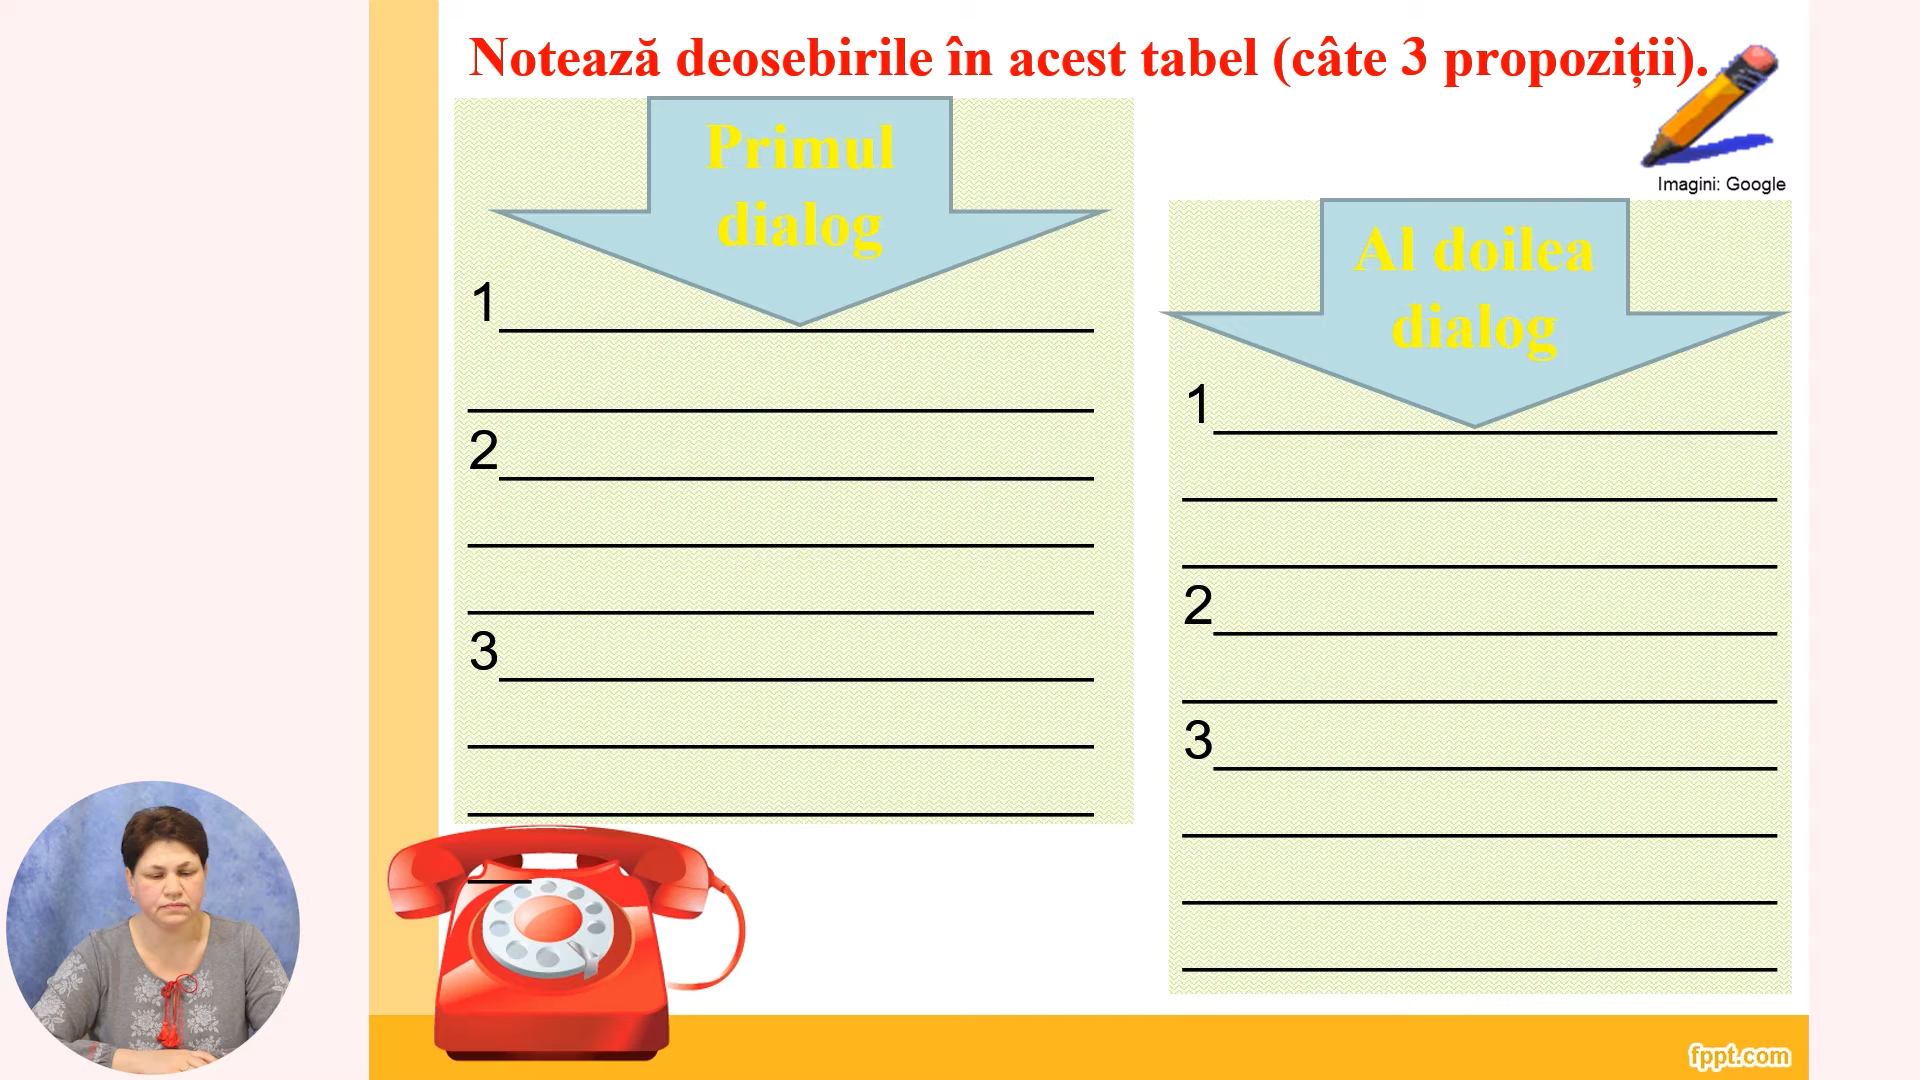 Notează deosebirile în acest tabel (câte 3 propoziții).
Imagini: Google
Primul
dialog
1
2
3
Al doilea
dialog
1
2
3
fppt.com